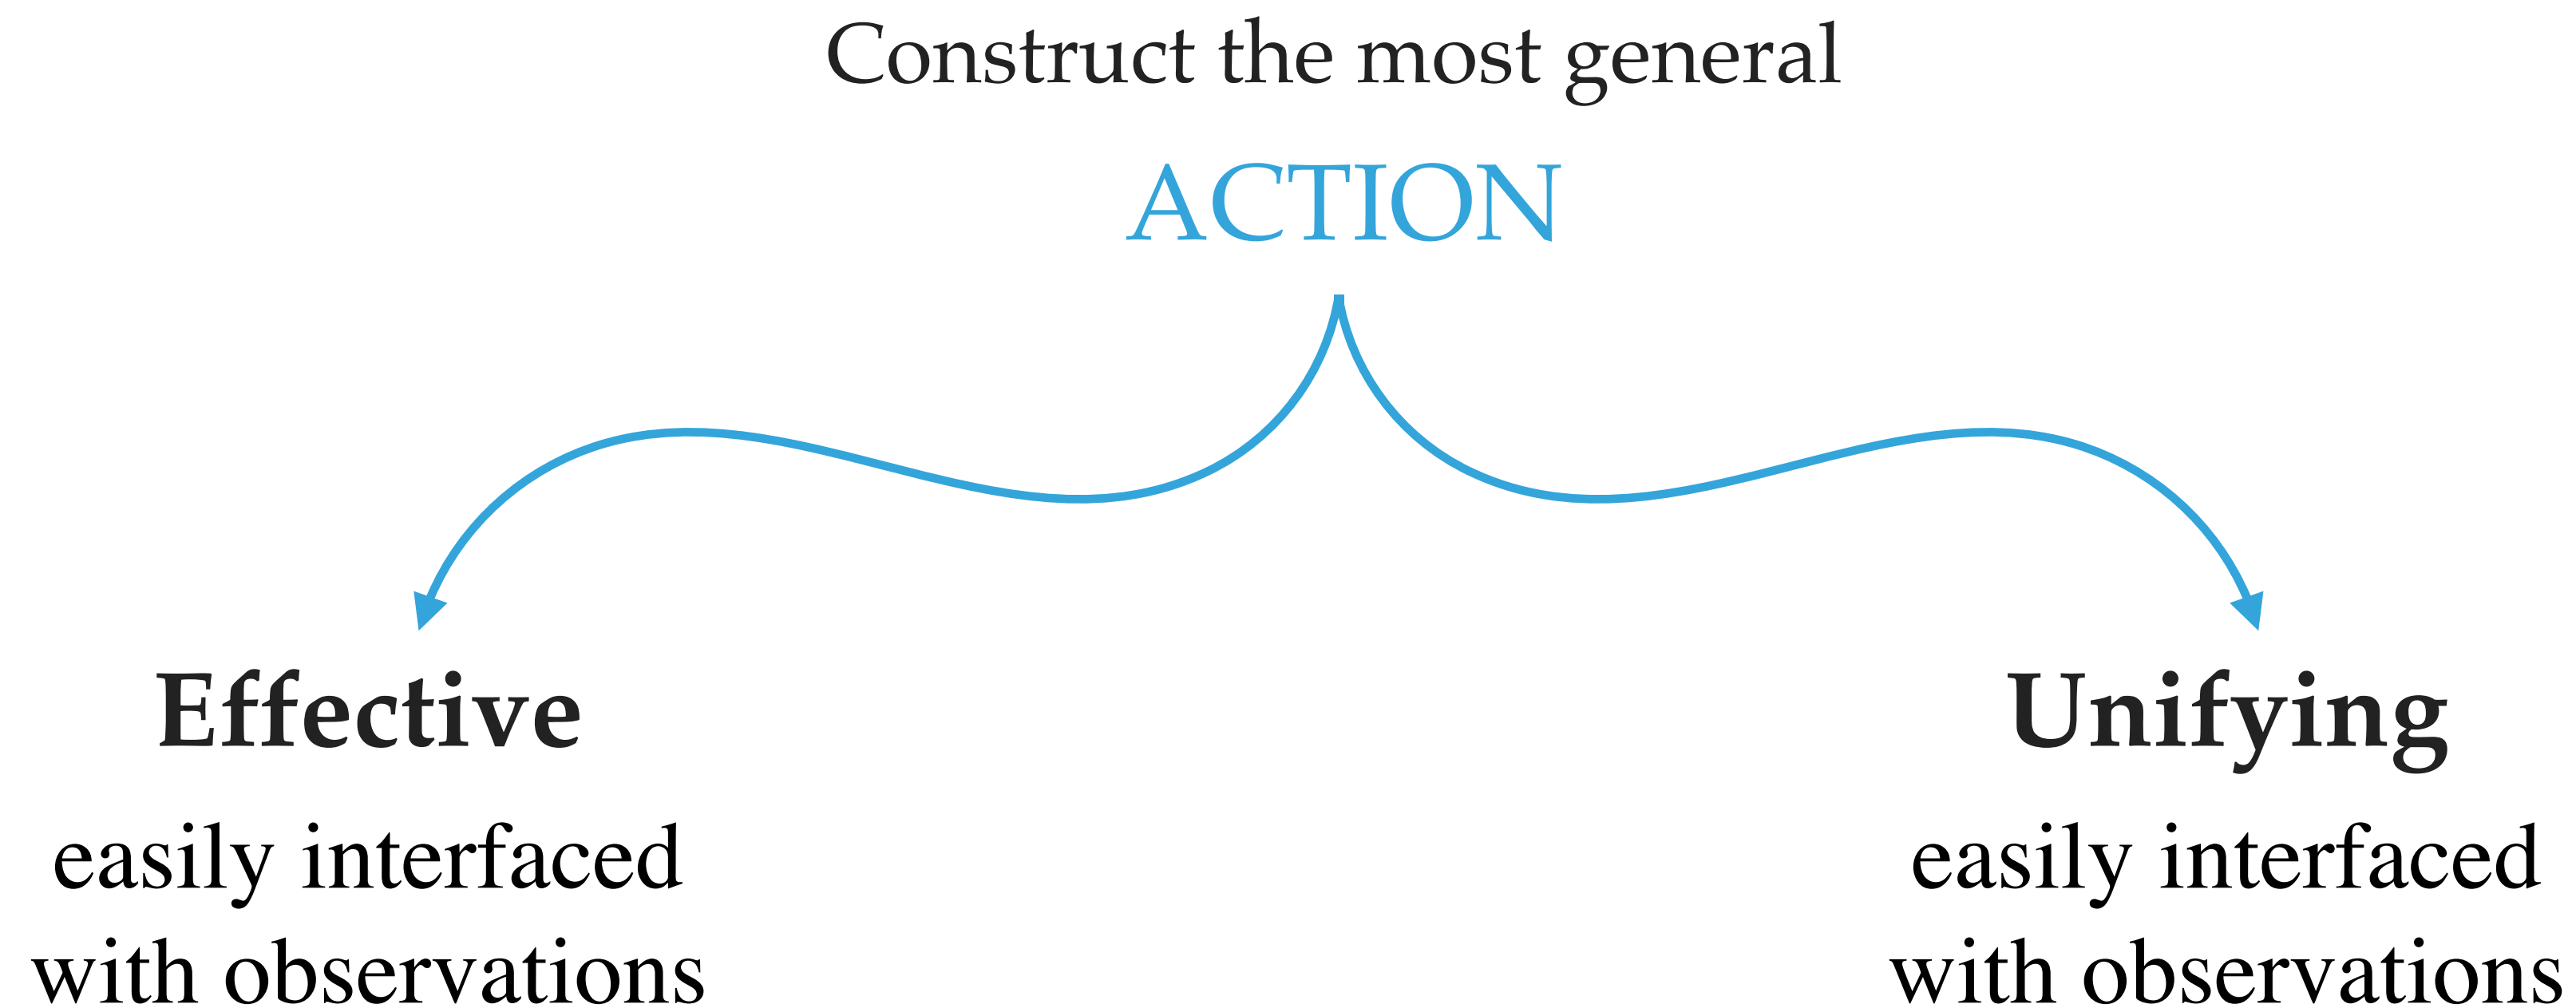 Construct the most general
ACTION
Effective
easily interfaced
with observations
Unifying
easily interfaced
with observations